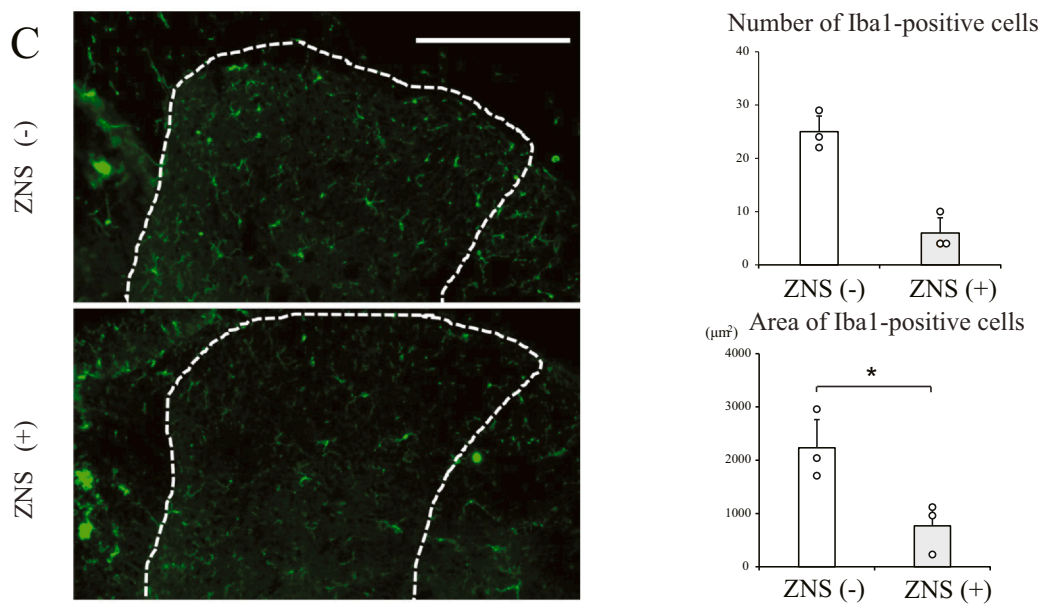 C
ZNS (-)
ZNS (+)
Number of Iba1-positive cells
40
30
20
10
0
ZNS (-) ZNS (+)
(μm²) Area of Iba1-positive cells
4000
3000
2000
1000
0
*
ZNS (-) ZNS (+)